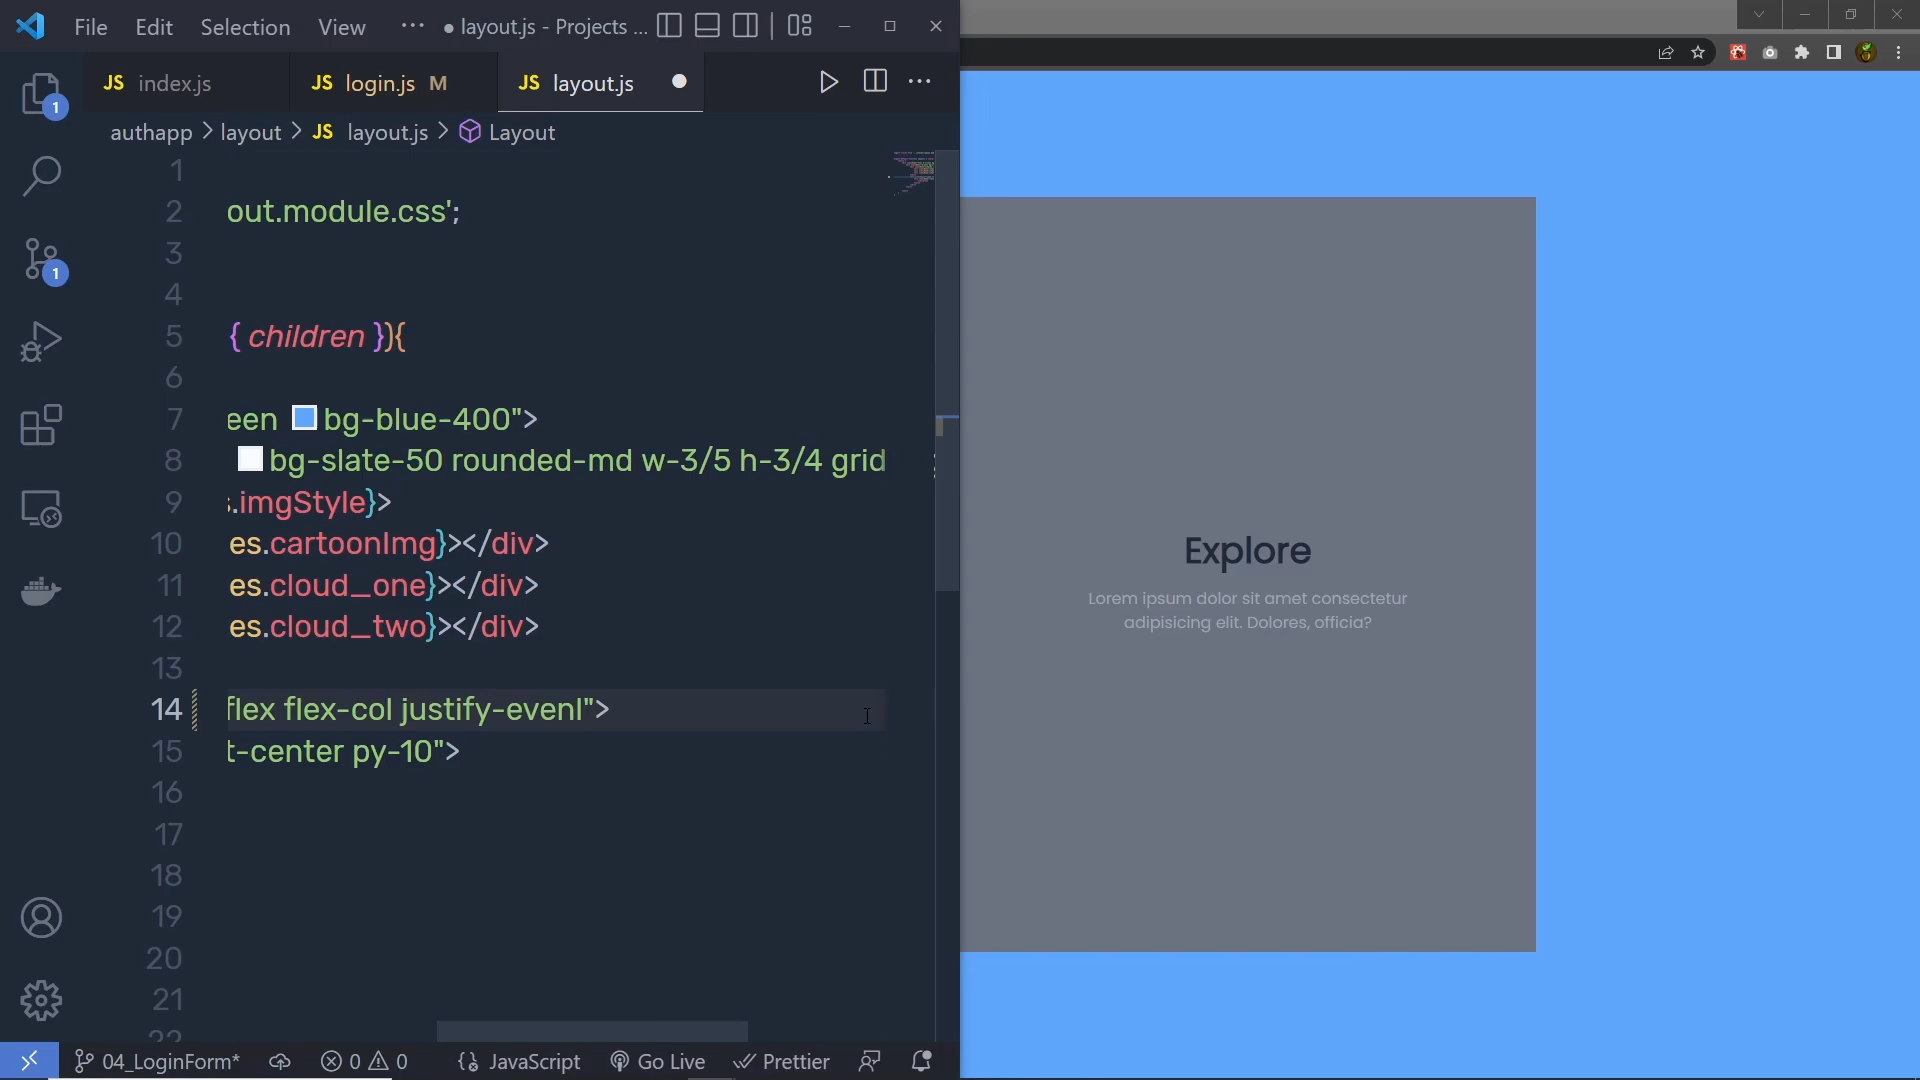 File Edit Selection View ··· ● layout.js - Projects ...
JS index.js JS login.js M JS layout.js ● ···
authapp > layout > JS layout.js > Layout
1
2 out.module.css';
3
4
5 { children }){
6
7 een bg-blue-400">
8 bg-slate-50 rounded-md w-3/5 h-3/4 grid
9 s.imgStyle}>
10 es.cartoonImg}></div>
11 es.cloud_one}></div>
12 es.cloud_two}></div>
13
14 flex flex-col justify-evenl">
15 t-center py-10">
16
17
18
19
20
21
22
1
1
04_LoginForm* 0 0 JavaScript Go Live Prettier
Explore
Lorem ipsum dolor sit amet consectetur
adipisicing elit. Dolores, officia?